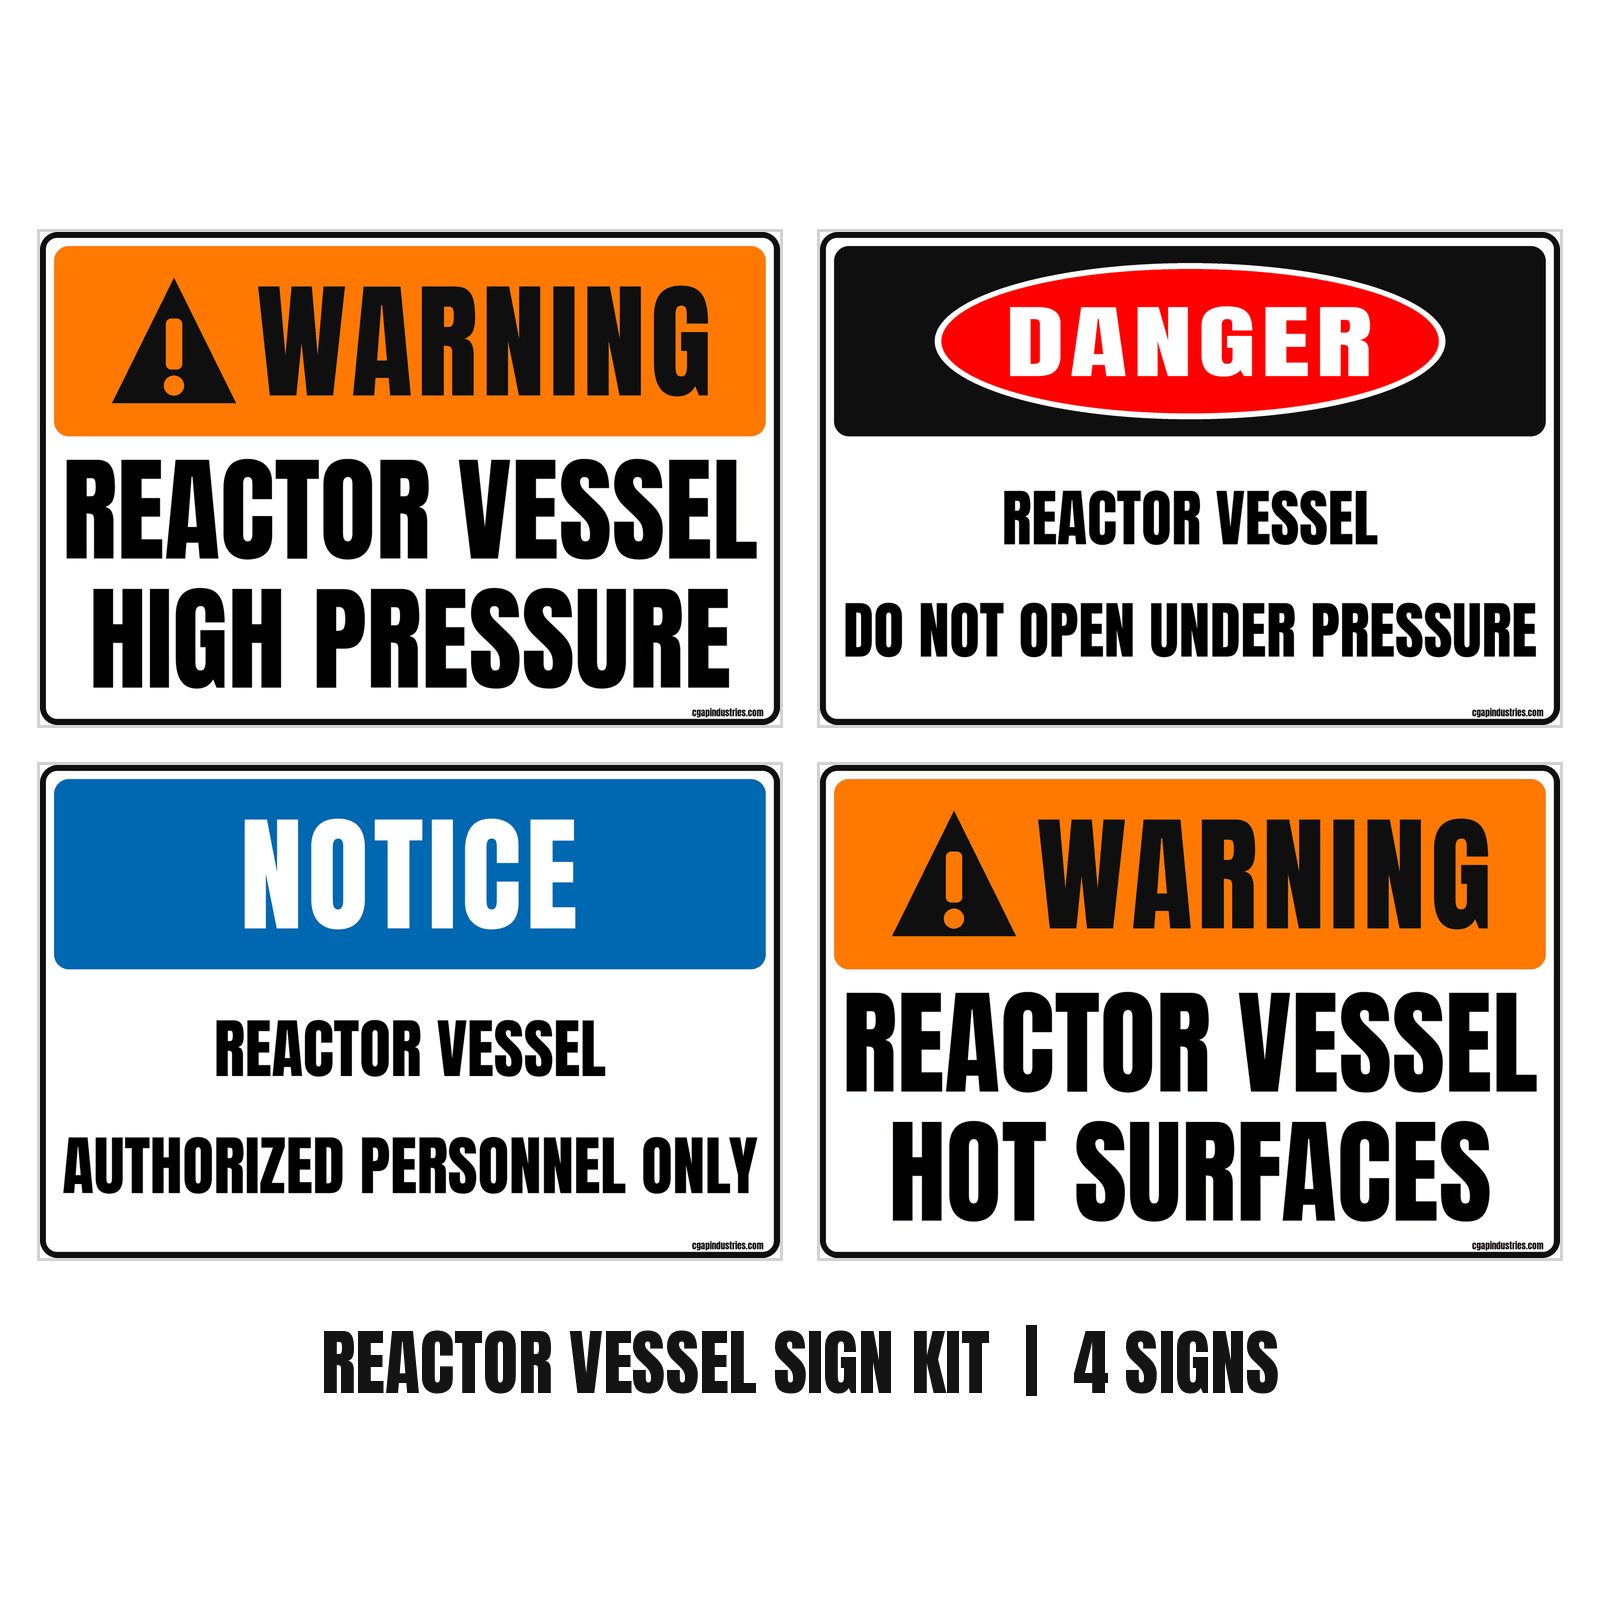 WARNING
REACTOR VESSEL
HIGH PRESSURE
cgapindustries.com
DANGER
REACTOR VESSEL
DO NOT OPEN UNDER PRESSURE
cgapindustries.com
NOTICE
REACTOR VESSEL
AUTHORIZED PERSONNEL ONLY
cgapindustries.com
WARNING
REACTOR VESSEL
HOT SURFACES
cgapindustries.com
REACTOR VESSEL SIGN KIT | 4 SIGNS